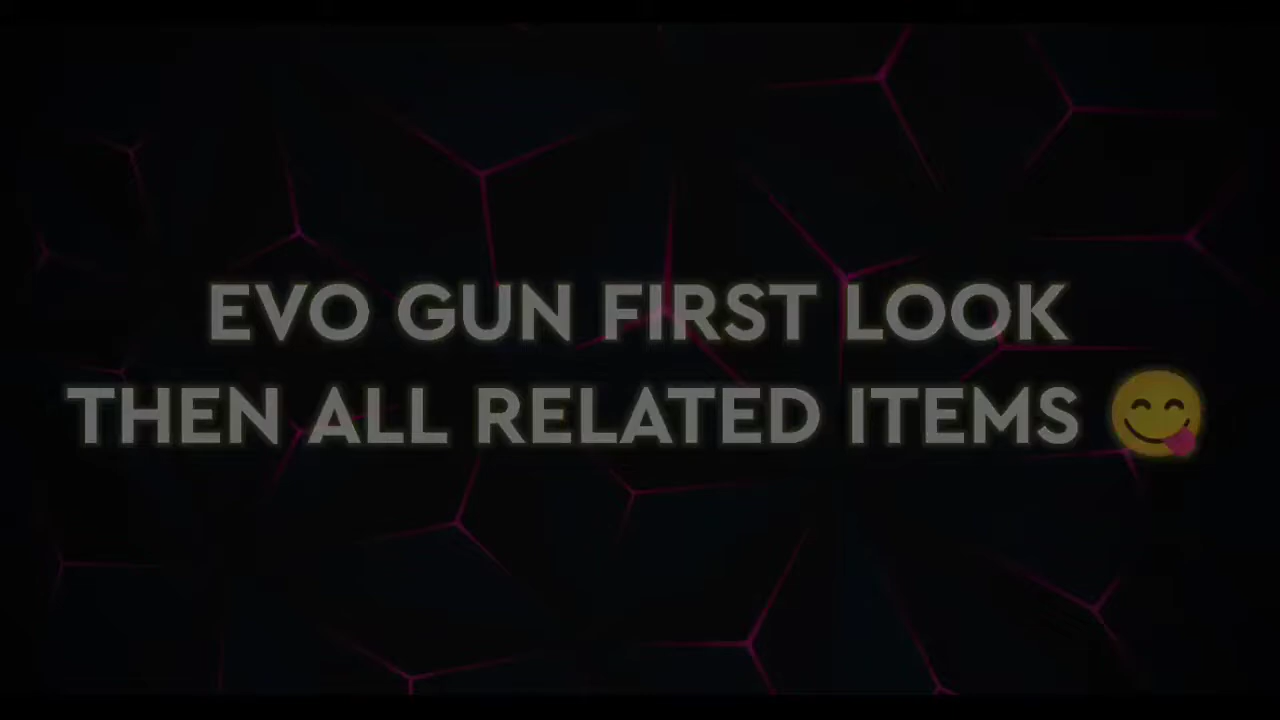 EVO GUN FIRST LOOK
THEN ALL RELATED ITEMS 😋